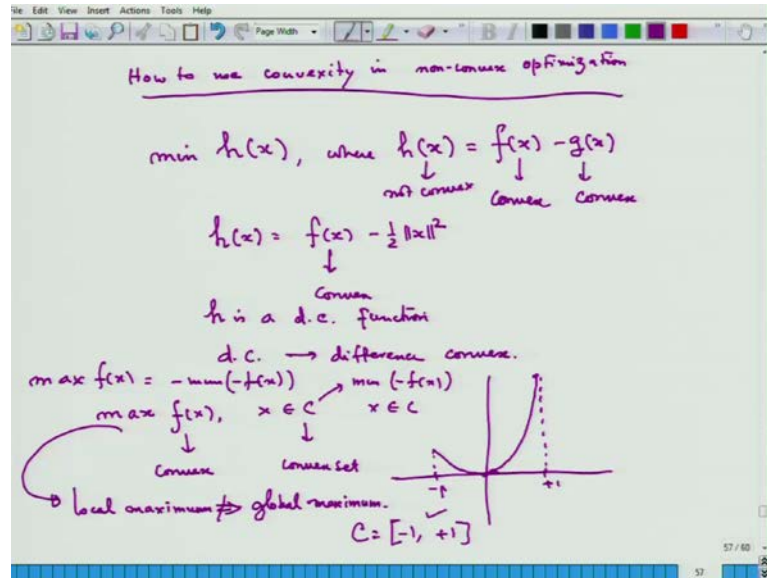 File Edit View Insert Actions Tools Help
Page Width
How to use convexity in non-convex optimization
min h(x), where h(x) = f(x) - g(x)
↓ ↓ ↓
not convex convex convex
h(x) = f(x) - ½ ||x||²
↓
convex
h is a d.c. function
d.c. → difference convex.
max f(x) = - min (-f(x)) → min (-f(x))
max f(x), x ∈ C x ∈ C
↓ ↓
convex convex set
local maximum ⇏ global maximum.
-1 +1
C = [-1, +1]
57 / 60
57